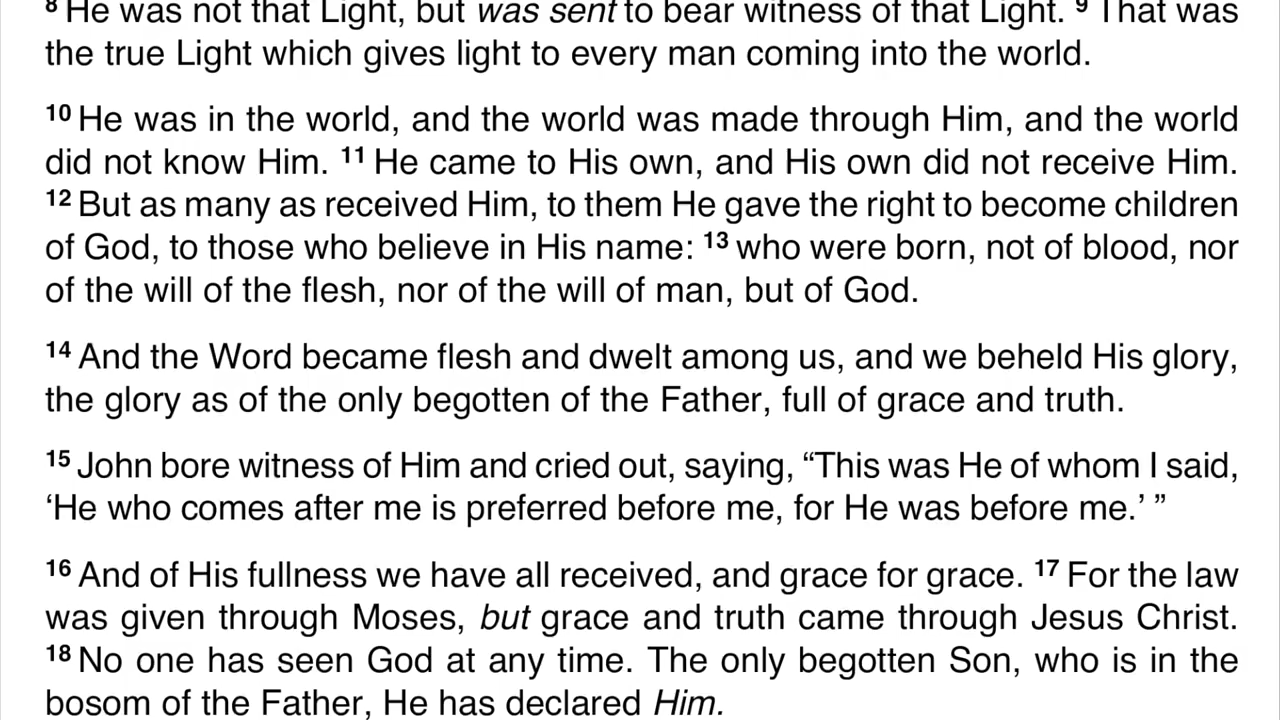 8 He was not that Light, but was sent to bear witness of that Light. 9 That was
the true Light which gives light to every man coming into the world.
10 He was in the world, and the world was made through Him, and the world
did not know Him. 11 He came to His own, and His own did not receive Him.
12 But as many as received Him, to them He gave the right to become children
of God, to those who believe in His name: 13 who were born, not of blood, nor
of the will of the flesh, nor of the will of man, but of God.
14 And the Word became flesh and dwelt among us, and we beheld His glory,
the glory as of the only begotten of the Father, full of grace and truth.
15 John bore witness of Him and cried out, saying, “This was He of whom I said,
‘He who comes after me is preferred before me, for He was before me.’ ”
16 And of His fullness we have all received, and grace for grace. 17 For the law
was given through Moses, but grace and truth came through Jesus Christ.
18 No one has seen God at any time. The only begotten Son, who is in the
bosom of the Father, He has declared Him.